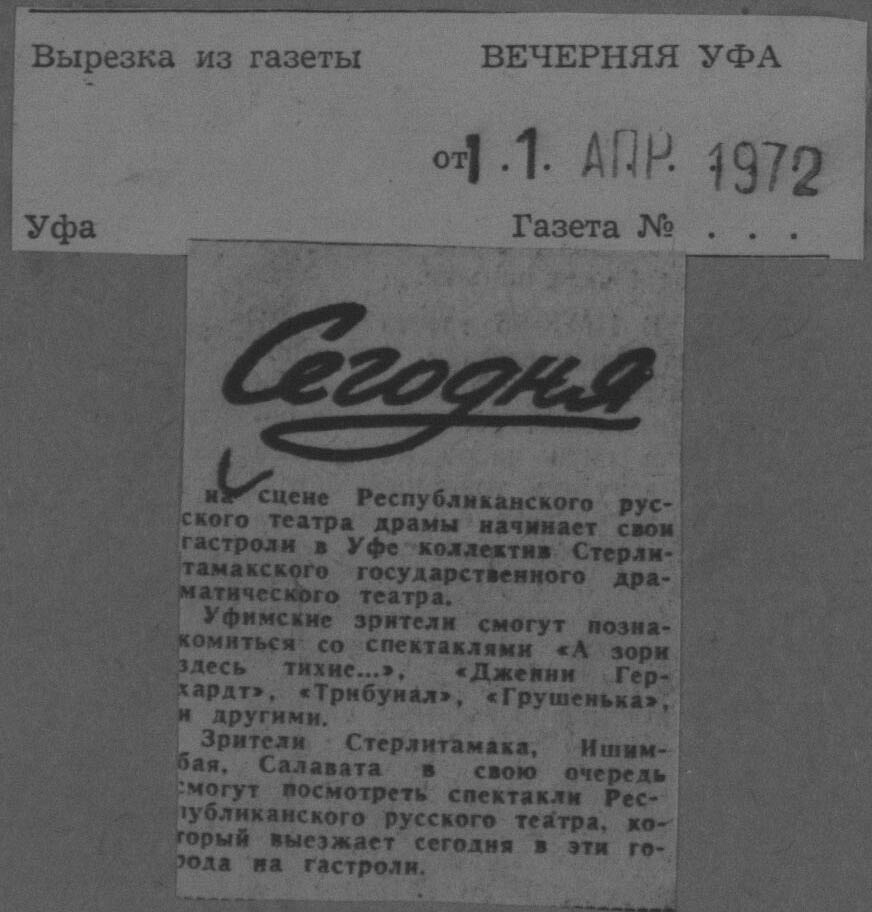 Вырезка из газеты ВЕЧЕРНЯЯ УФА
от 11 АПР. 1972
Уфа Газета № . . .
Сегодня
на сцене Республиканского рус-
ского театра драмы начинает свои
гастроли в Уфе коллектив Стерли-
тамакского государственного дра-
матического театра.
Уфимские зрители смогут позна-
комиться со спектаклями «А зори
здесь тихие...», «Дженни Гер-
хардт», «Трибунал», «Грушенька»,
и другими.
Зрители Стерлитамака, Ишим-
бая, Салавата в свою очередь
смогут посмотреть спектакли Рес-
публиканского русского театра, ко-
торый выезжает сегодня в эти го-
рода на гастроли.